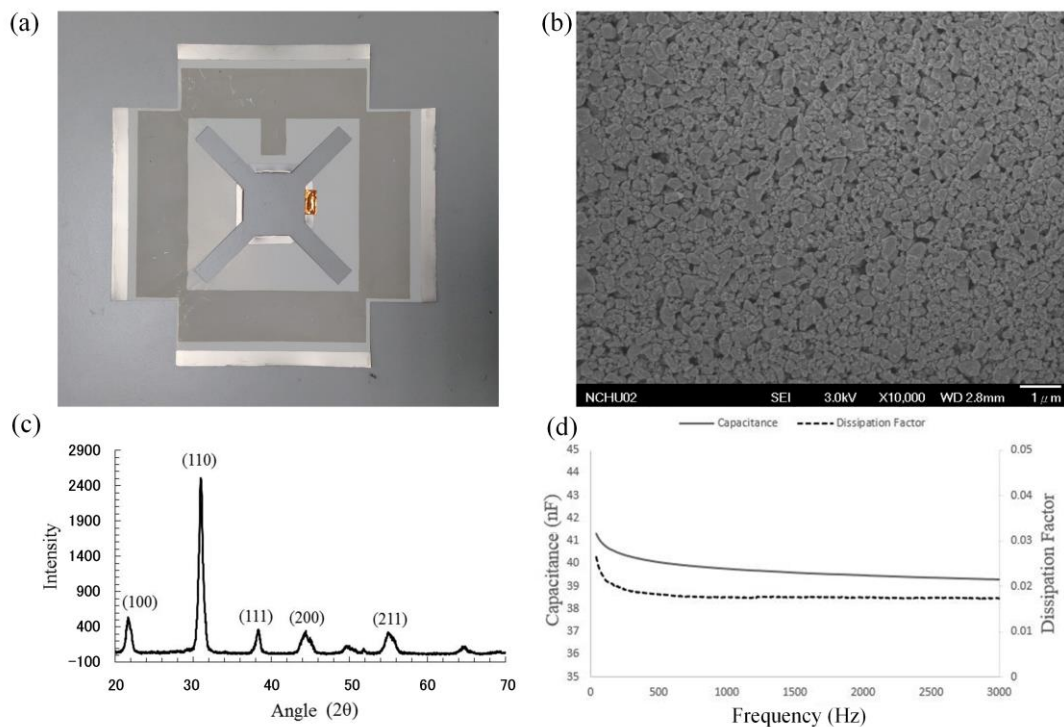 (a)
(b)
NCHU02 SEI 3.0kV X10,000 WD 2.8mm 1μm
(c)
2900
2400
1900
1400
900
400
-100
Intensity
(100)
(110)
(111)
(200)
(211)
20 30 40 50 60 70
Angle (2θ)
(d)
Capacitance Dissipation Factor
45
44
43
42
41
40
39
38
37
36
35
Capacitance (nF)
0.05
0.04
0.03
0.02
0.01
0
Dissipation Factor
0 500 1000 1500 2000 2500 3000
Frequency (Hz)